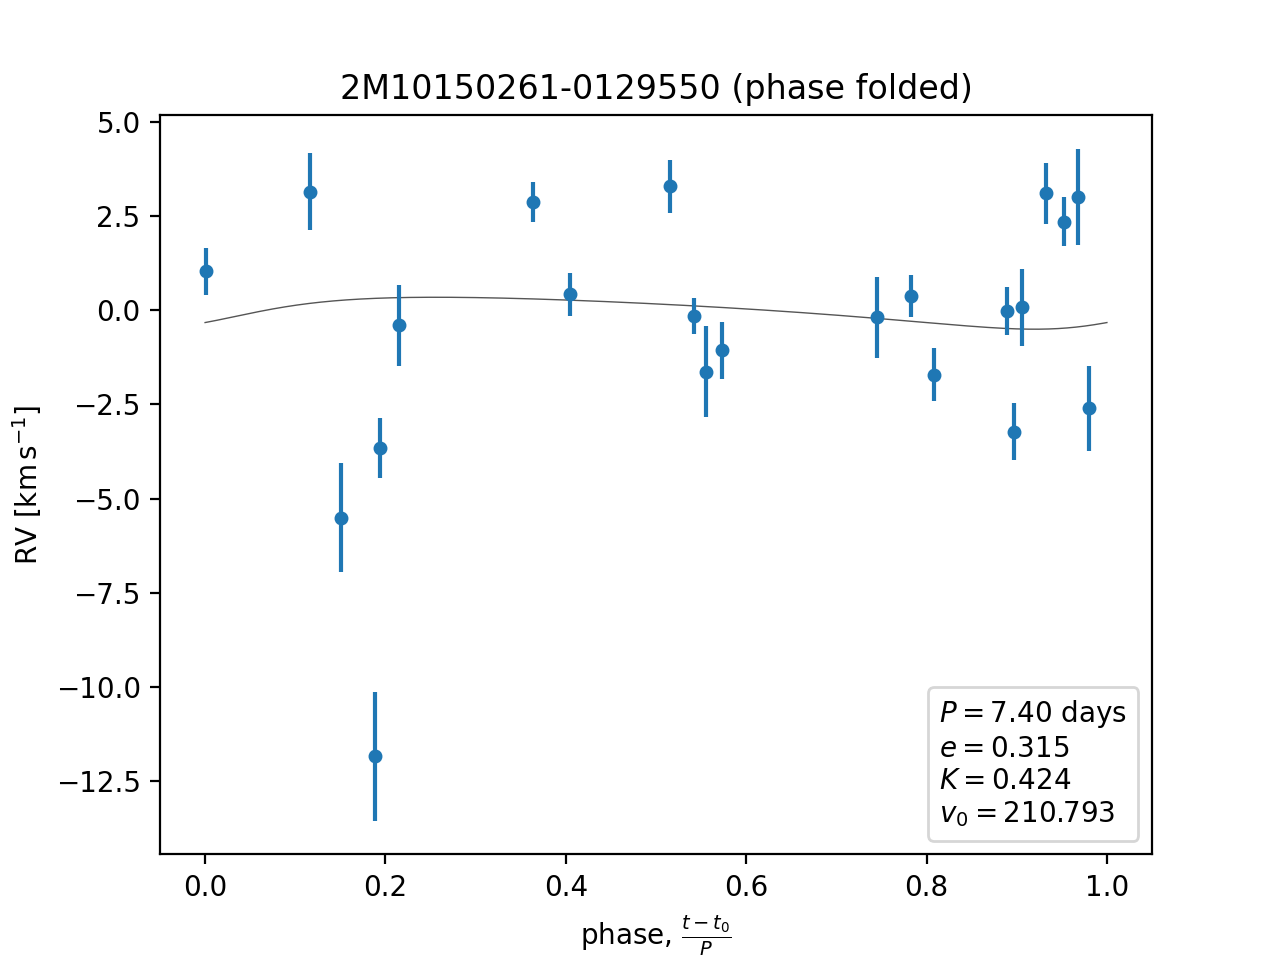 2M10150261-0129550 (phase folded)
RV [km s⁻¹]
5.0
2.5
0.0
−2.5
−5.0
−7.5
−10.0
−12.5
P = 7.40 days
e = 0.315
K = 0.424
v₀ = 210.793
0.0 0.2 0.4 0.6 0.8 1.0
phase, (t − t₀)/P